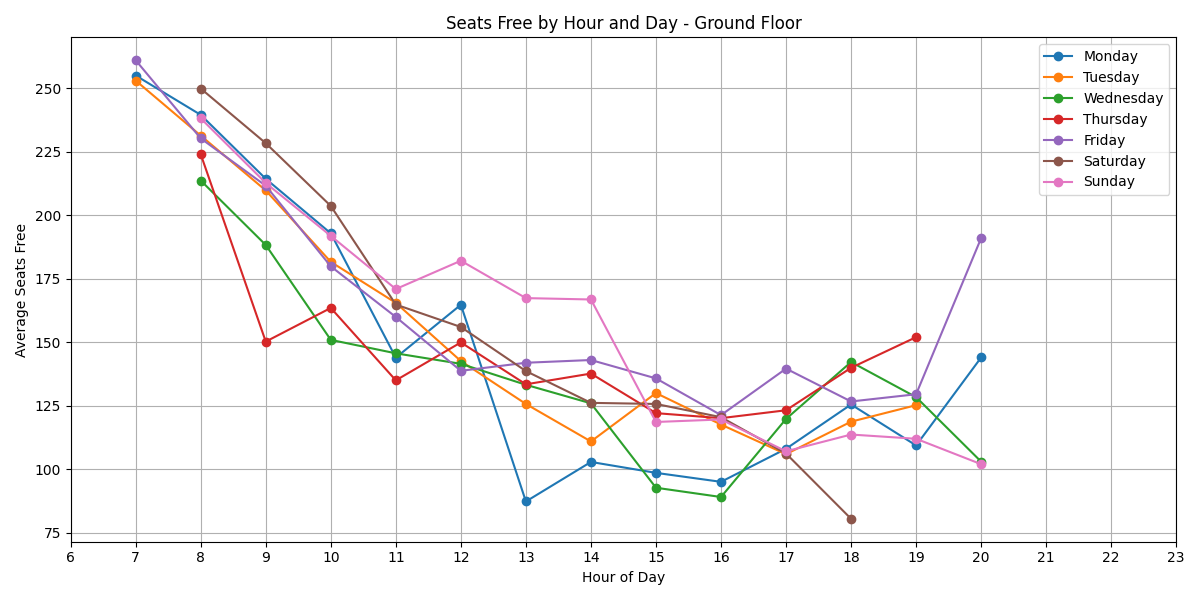 Seats Free by Hour and Day - Ground Floor
Average Seats Free
250
225
200
175
150
125
100
75
6 7 8 9 10 11 12 13 14 15 16 17 18 19 20 21 22 23
Hour of Day
Monday
Tuesday
Wednesday
Thursday
Friday
Saturday
Sunday